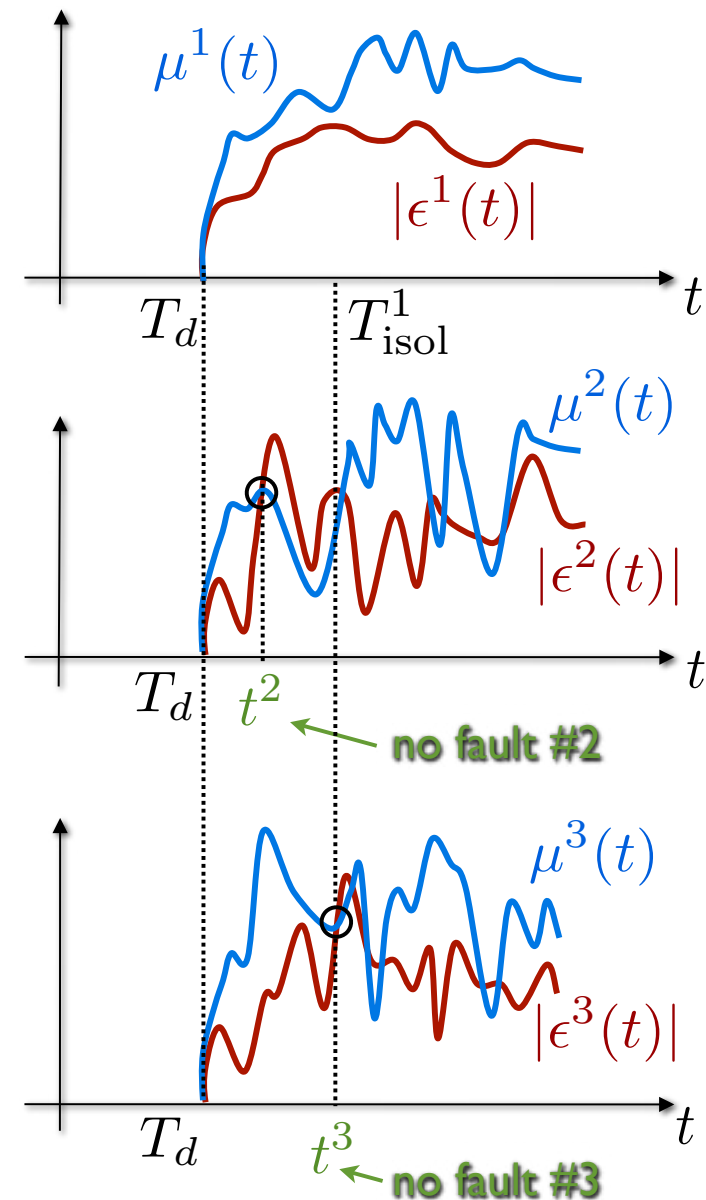 μ¹(t)
|ϵ¹(t)|
t
T_d
T¹_isol
μ²(t)
|ϵ²(t)|
t
T_d
t²
no fault #2
μ³(t)
|ϵ³(t)|
t
T_d
t³
no fault #3